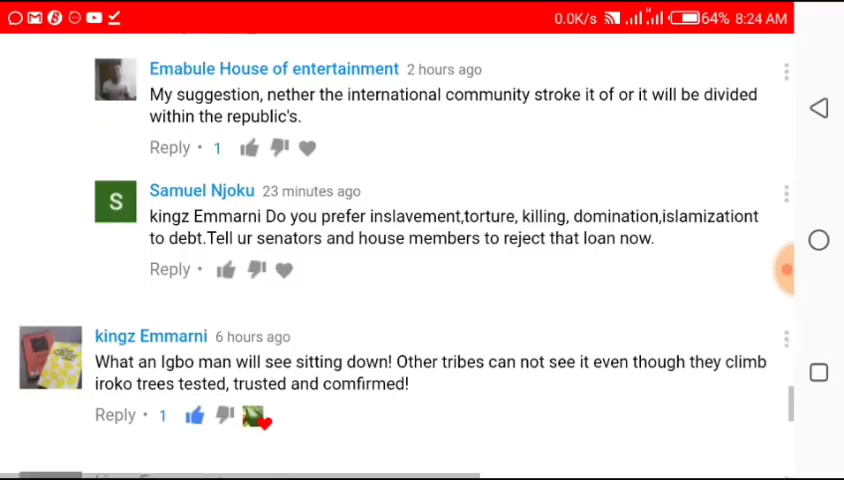 0.0K/s 64% 8:24 AM
Emabule House of entertainment 2 hours ago
My suggestion, nether the international community stroke it of or it will be divided
within the republic's.
Reply • 1
S
Samuel Njoku 23 minutes ago
kingz Emmarni Do you prefer inslavement,torture, killing, domination,islamizationt
to debt.Tell ur senators and house members to reject that loan now.
Reply •
kingz Emmarni 6 hours ago
What an Igbo man will see sitting down! Other tribes can not see it even though they climb
iroko trees tested, trusted and comfirmed!
Reply • 1